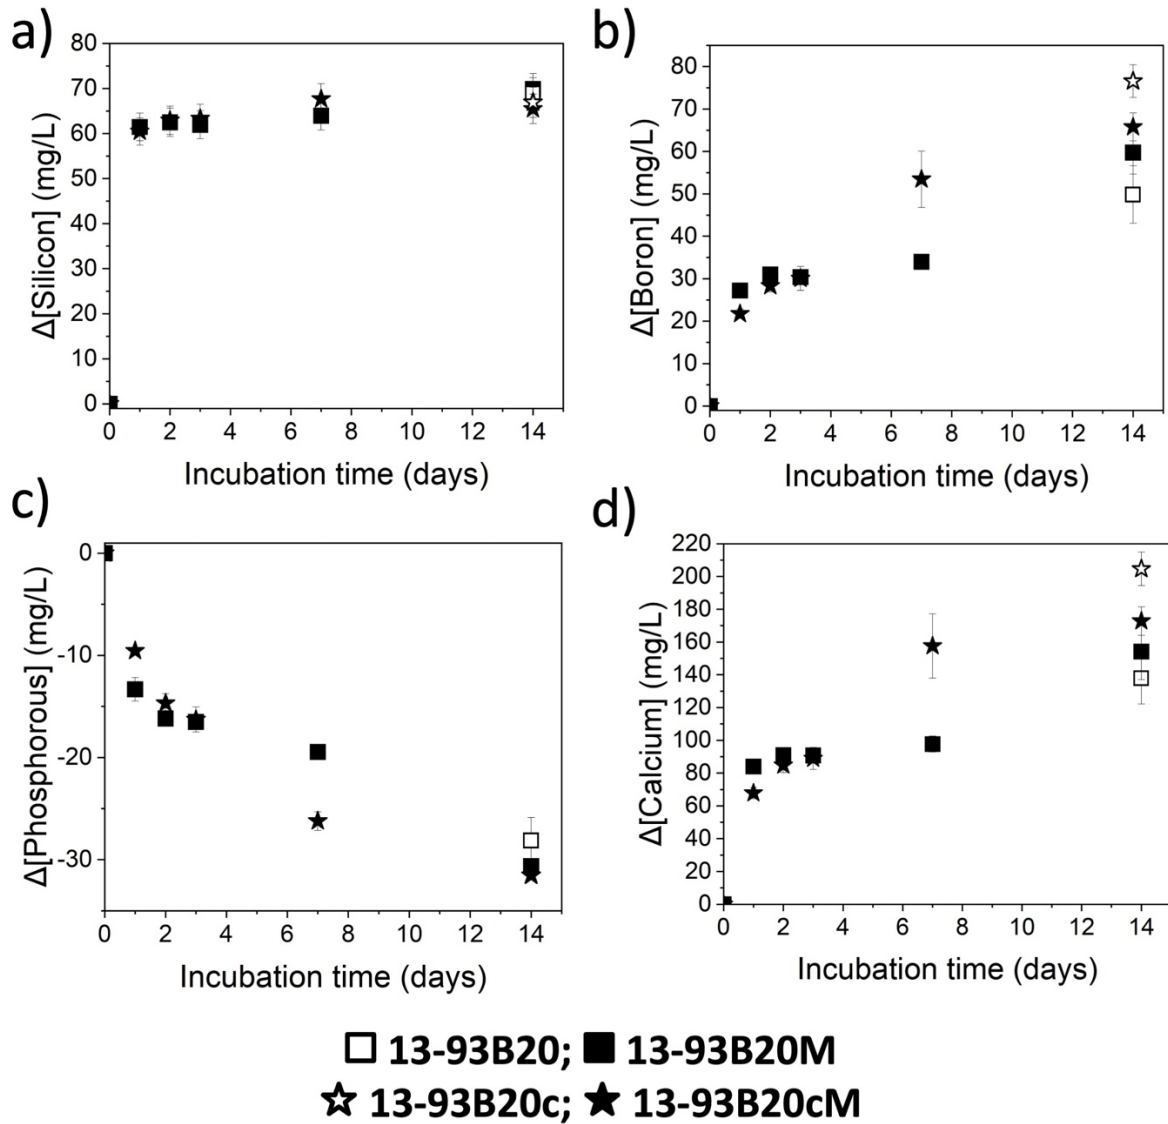 a)
Δ[Silicon] (mg/L)
80
70
60
50
40
30
20
10
0
0 2 4 6 8 10 12 14
Incubation time (days)
b)
Δ[Boron] (mg/L)
80
70
60
50
40
30
20
10
0
0 2 4 6 8 10 12 14
Incubation time (days)
c)
Δ[Phosphorous] (mg/L)
0
-10
-20
-30
0 2 4 6 8 10 12 14
Incubation time (days)
d)
Δ[Calcium] (mg/L)
220
200
180
160
140
120
100
80
60
40
20
0
0 2 4 6 8 10 12 14
Incubation time (days)
13-93B20; 13-93B20M
13-93B20c; 13-93B20cM